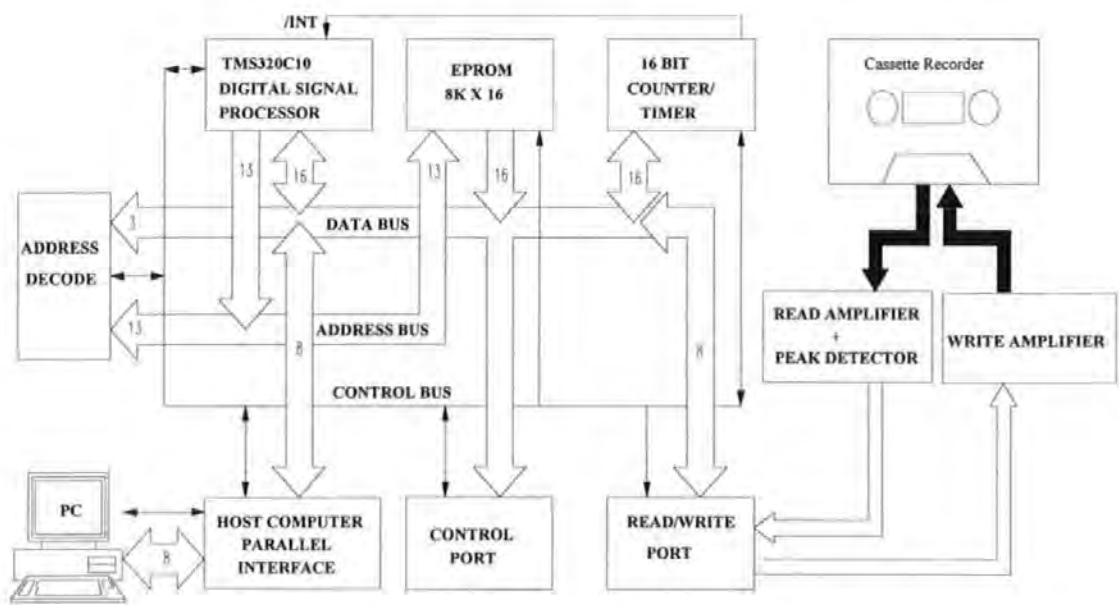 /INT
TMS320C10
DIGITAL SIGNAL
PROCESSOR
EPROM
8K X 16
16 BIT
COUNTER/
TIMER
Cassette Recorder
13
16
13
16
16
3
DATA BUS
ADDRESS
DECODE
13
ADDRESS BUS
8
8
READ AMPLIFIER
+
PEAK DETECTOR
WRITE AMPLIFIER
CONTROL BUS
PC
8
HOST COMPUTER
PARALLEL
INTERFACE
CONTROL
PORT
READ/WRITE
PORT